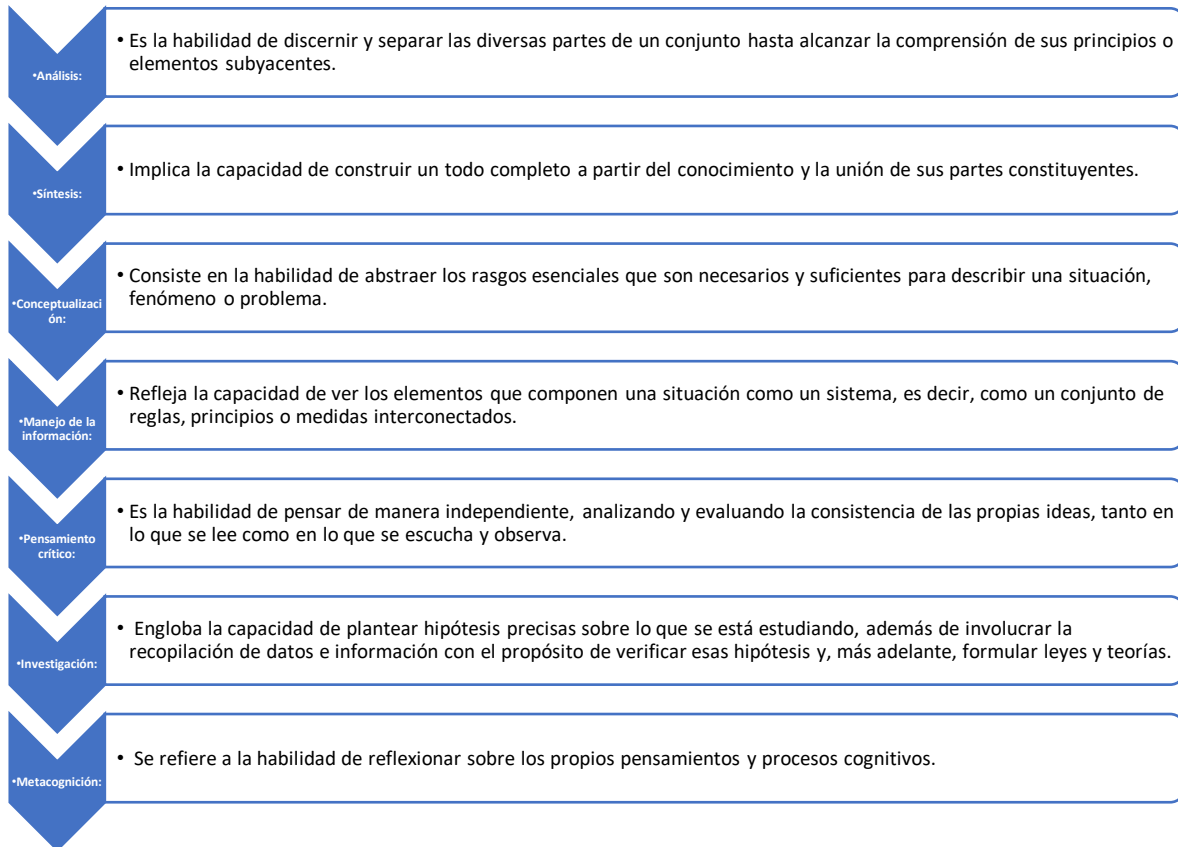 •Análisis:
• Es la habilidad de discernir y separar las diversas partes de un conjunto hasta alcanzar la comprensión de sus principios o
elementos subyacentes.
•Síntesis:
• Implica la capacidad de construir un todo completo a partir del conocimiento y la unión de sus partes constituyentes.
•Conceptualizaci
ón:
• Consiste en la habilidad de abstraer los rasgos esenciales que son necesarios y suficientes para describir una situación,
fenómeno o problema.
•Manejo de la
información:
• Refleja la capacidad de ver los elementos que componen una situación como un sistema, es decir, como un conjunto de
reglas, principios o medidas interconectados.
•Pensamiento
crítico:
• Es la habilidad de pensar de manera independiente, analizando y evaluando la consistencia de las propias ideas, tanto en
lo que se lee como en lo que se escucha y observa.
•Investigación:
• Engloba la capacidad de plantear hipótesis precisas sobre lo que se está estudiando, además de involucrar la
recopilación de datos e información con el propósito de verificar esas hipótesis y, más adelante, formular leyes y teorías.
•Metacognición:
• Se refiere a la habilidad de reflexionar sobre los propios pensamientos y procesos cognitivos.